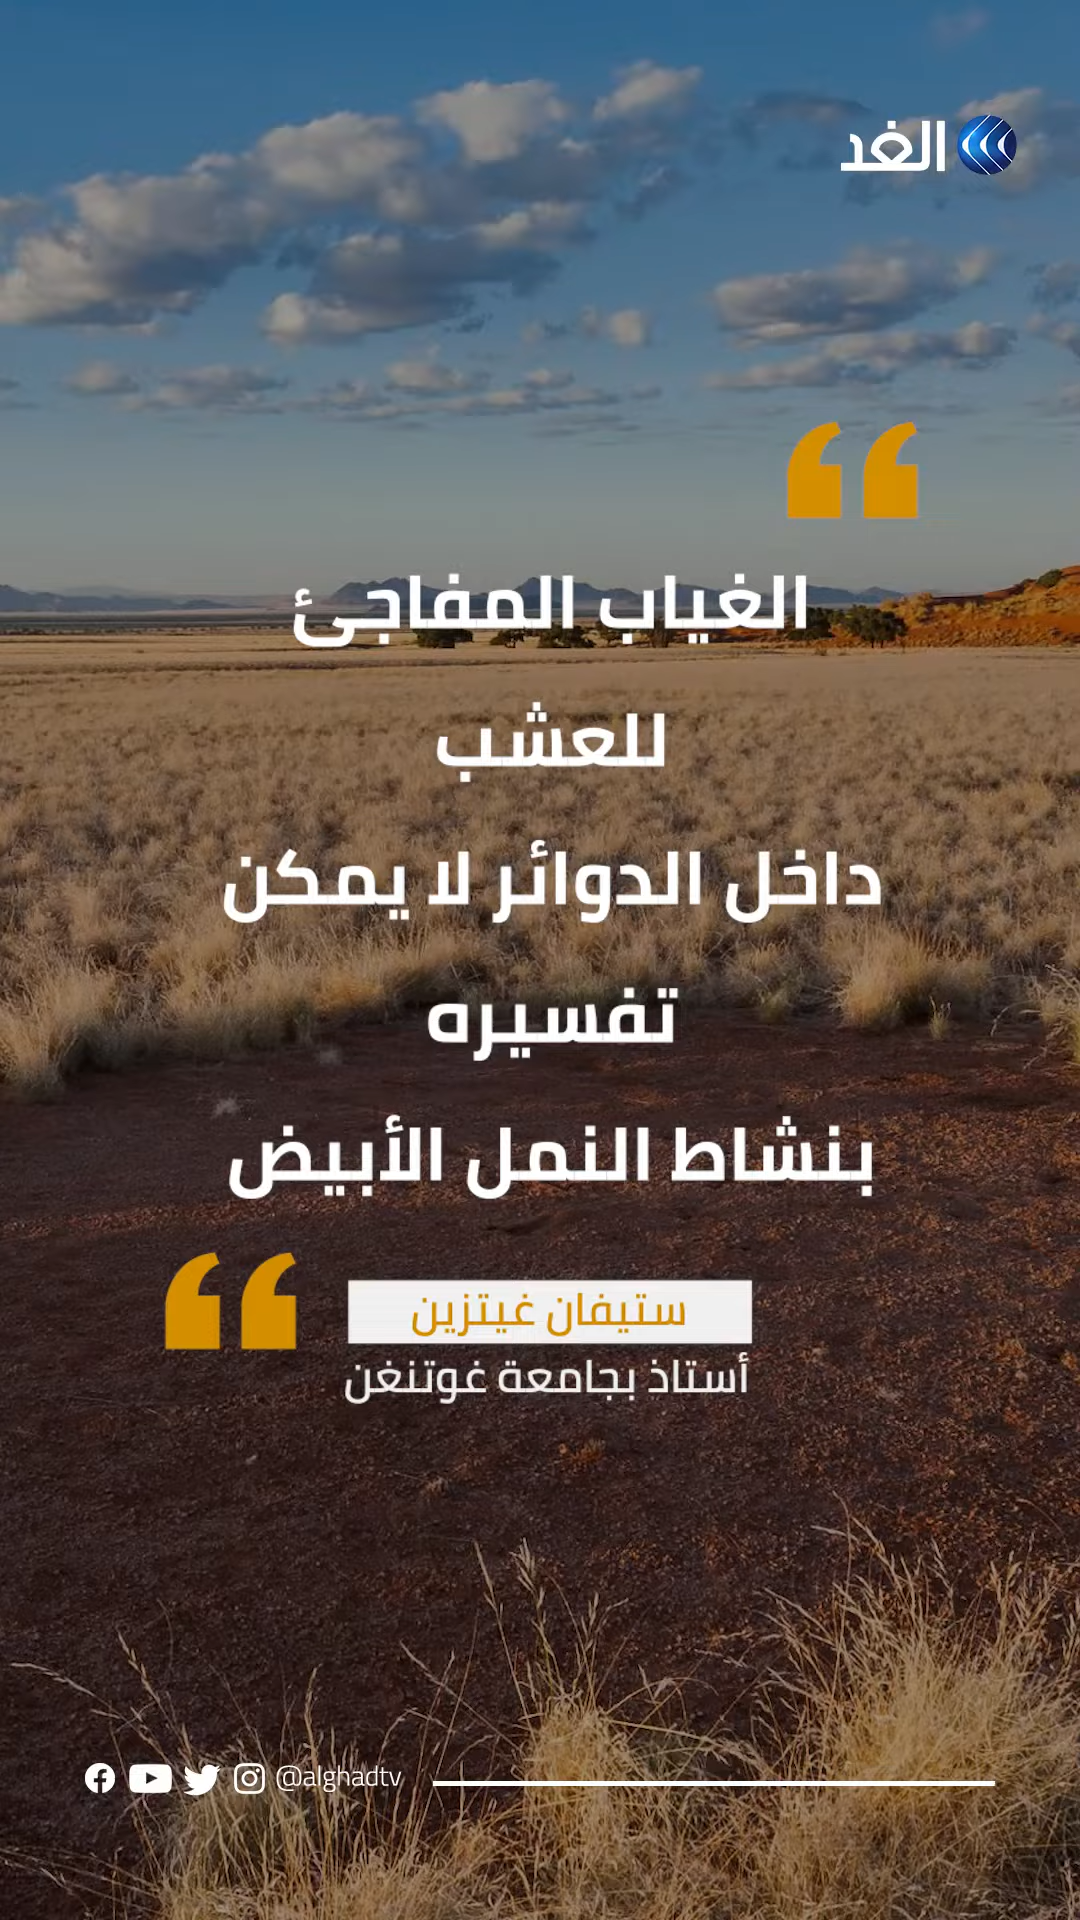 الغد
الغياب المفاجئ
للعشب
داخل الدوائر لا يمكن
تفسيره
بنشاط النمل الأبيض
ستيفان غيتزين
أستاذ بجامعة غوتنغن
@alghadtv